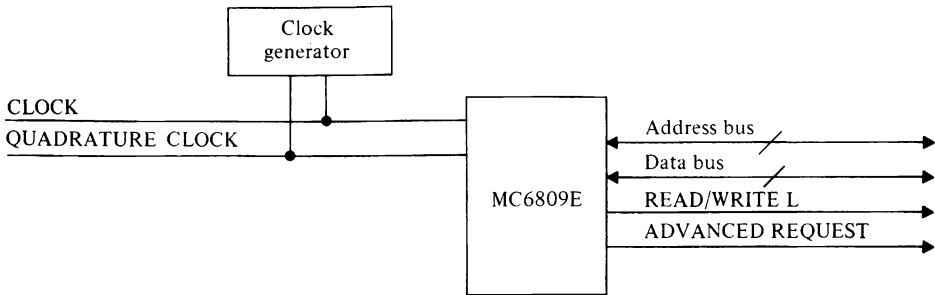 Clock
generator
CLOCK
QUADRATURE CLOCK
MC6809E
Address bus
Data bus
READ/WRITE L
ADVANCED REQUEST